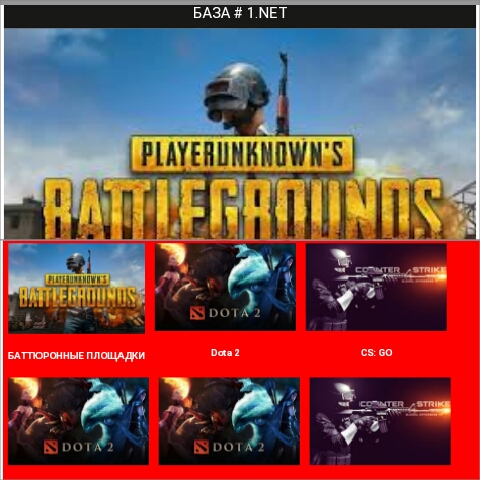 БАЗА # 1.NET
PLAYERUNKNOWN'S
BATTLEGROUNDS
PLAYERUNKNOWN'S
BATTLEGROUNDS
DOTA 2
COUNTER STRIKE
БАТТЮРОННЫЕ ПЛОЩАДКИ
Dota 2
CS: GO
DOTA 2
DOTA 2
COUNTER STRIKE